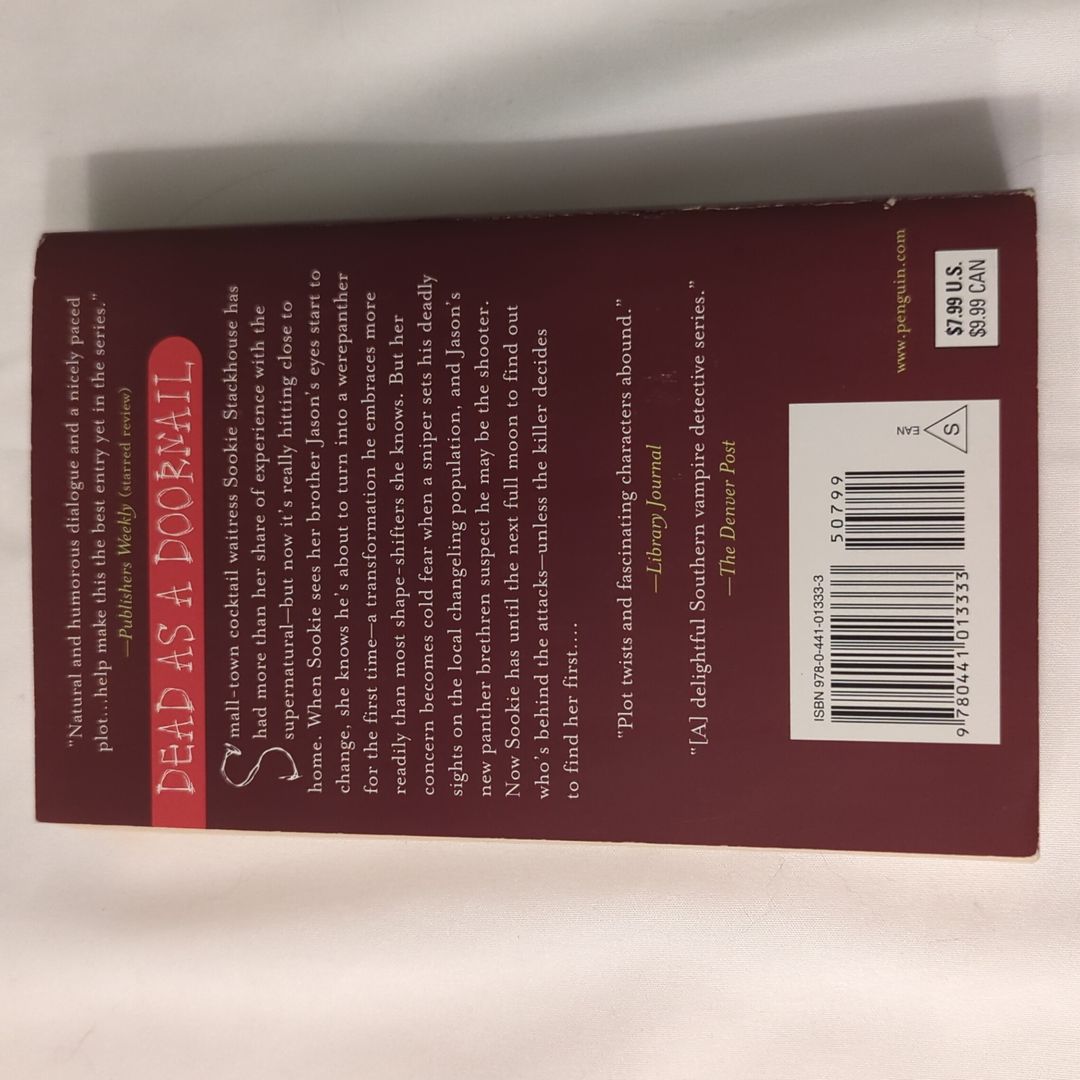 "Natural and humorous dialogue and a nicely paced
plot...help make this the best entry yet in the series."
—Publishers Weekly (starred review)
DEAD AS A DOORNAIL
Small-town cocktail waitress Sookie Stackhouse has
had more than her share of experience with the
supernatural—but now it's really hitting close to
home. When Sookie sees her brother Jason's eyes start to
change, she knows he's about to turn into a werepanther
for the first time—a transformation he embraces more
readily than most shape-shifters she knows. But her
concern becomes cold fear when a sniper sets his deadly
sights on the local changeling population, and Jason's
new panther brethren suspect he may be the shooter.
Now Sookie has until the next full moon to find out
who's behind the attacks—unless the killer decides
to find her first....
"Plot twists and fascinating characters abound."
—Library Journal
"[A] delightful Southern vampire detective series."
—The Denver Post
ISBN 978-0-441-01333-3
50799
9 780441 013333
EAN
S
www.penguin.com
$7.99 U.S.
$9.99 CAN